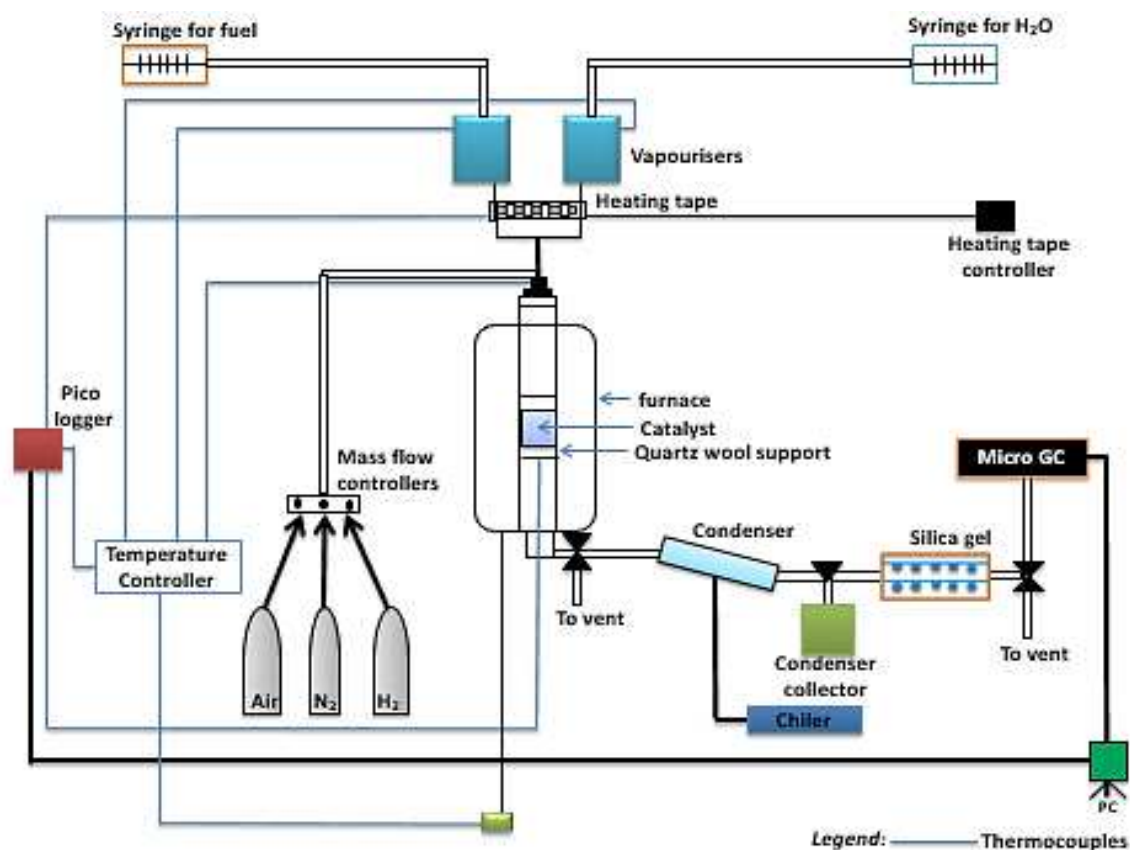 Syringe for fuel
Syringe for H₂O
Vapourisers
Heating tape
Heating tape
controller
Pico
logger
furnace
Catalyst
Quartz wool support
Mass flow
controllers
Micro GC
Condenser
Silica gel
Temperature
Controller
To vent
To vent
Air
N₂
H₂
Condenser
collector
Chiler
PC
Legend:
Thermocouples